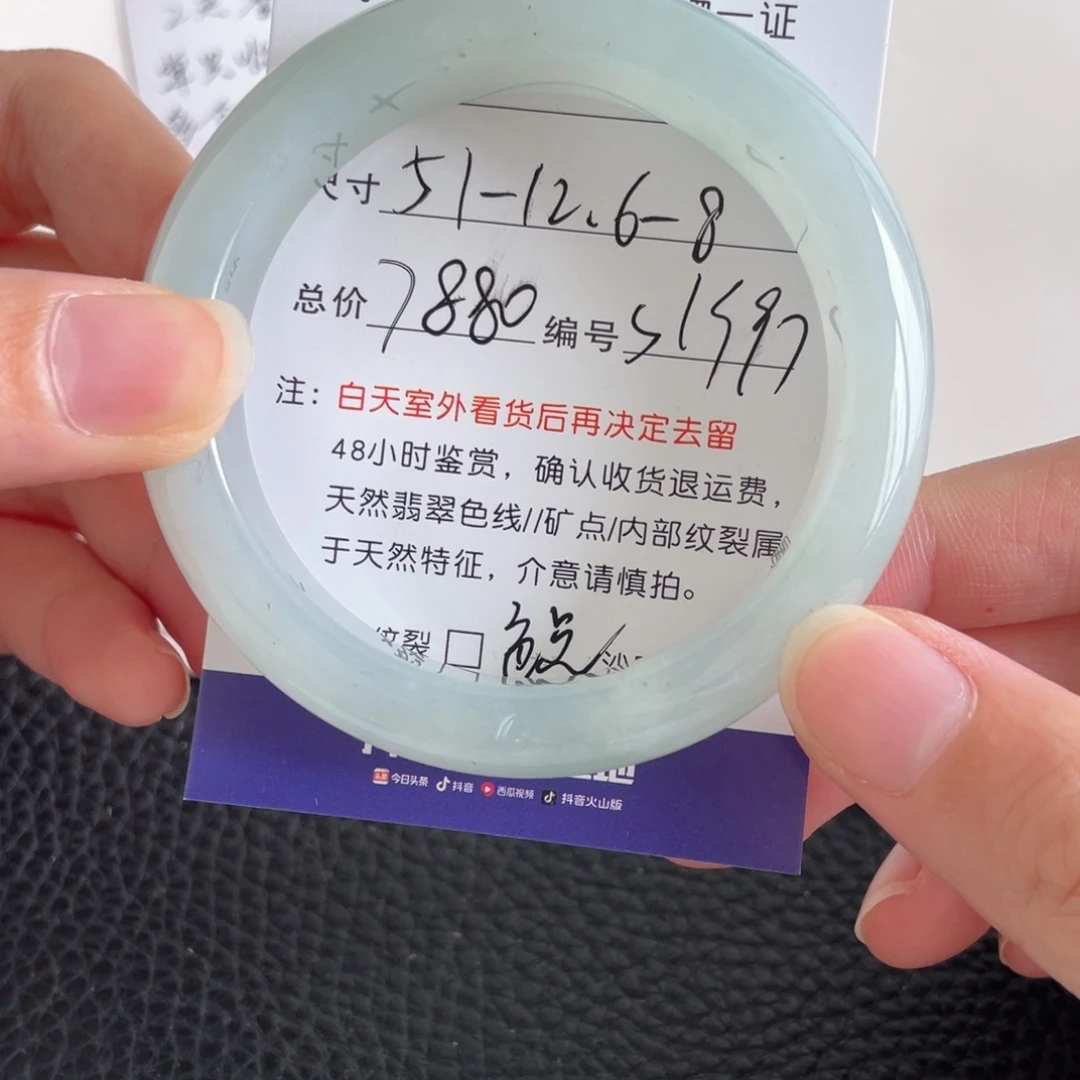 一证
寸 51-12.6-8
总价 7880 编号 51597
注：白天室外看货后再决定去留
48小时鉴赏，确认收货退运费，
天然翡翠色线//矿点/内部纹裂属
于天然特征，介意请慎拍。
纹裂□
今日头条 抖音 西瓜视频 抖音火山版